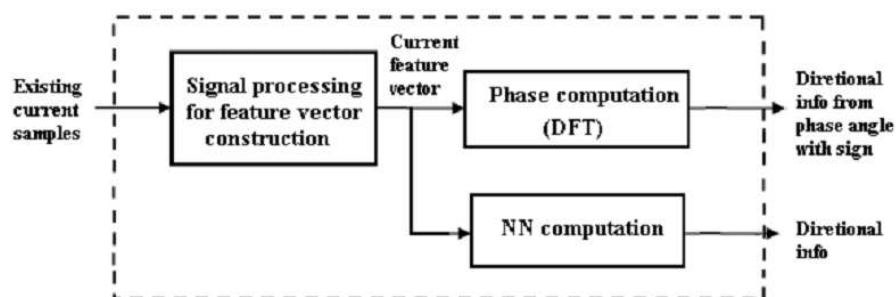 Existing
current
samples
Signal processing
for feature vector
construction
Current
feature
vector
Phase computation
(DFT)
Diretional
info from
phase angle
with sign
NN computation
Diretional
info